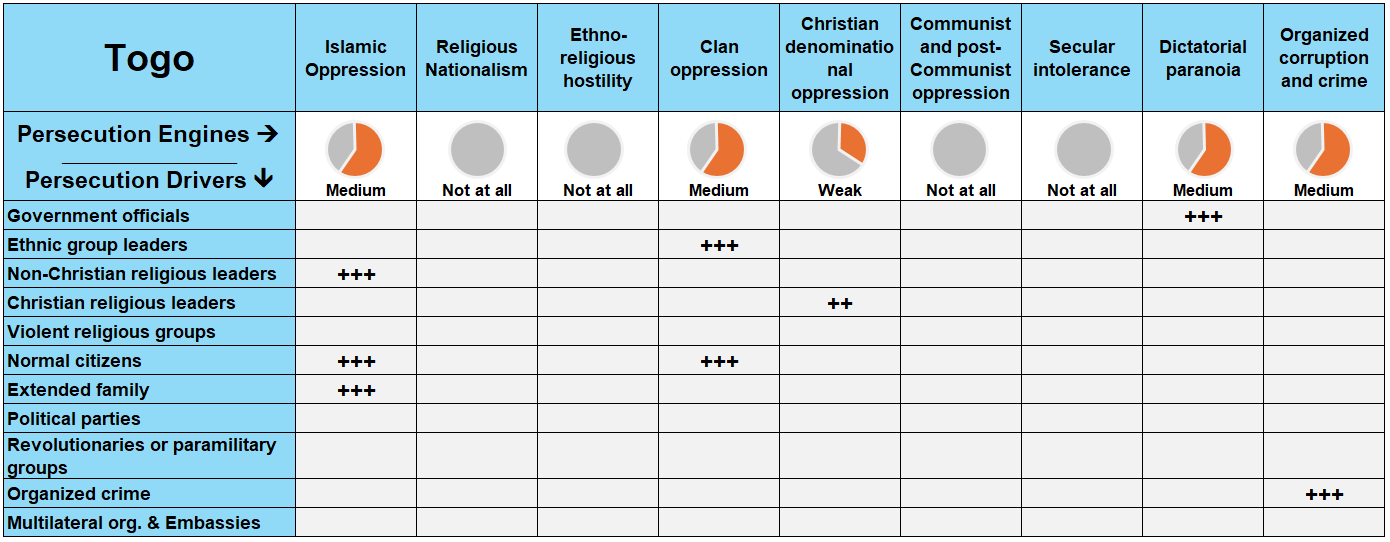 Togo
Islamic
Oppression
Religious
Nationalism
Ethno-
religious
hostility
Clan
oppression
Christian
denominatio
nal
oppression
Communist
and post-
Communist
oppression
Secular
intolerance
Dictatorial
paranoia
Organized
corruption
and crime
Persecution Engines →
Persecution Drivers ↓
Medium
Not at all
Not at all
Medium
Weak
Not at all
Not at all
Medium
Medium
Government officials +++
Ethnic group leaders +++
Non-Christian religious leaders +++
Christian religious leaders ++
Violent religious groups
Normal citizens +++ +++
Extended family +++
Political parties
Revolutionaries or paramilitary
groups
Organized crime +++
Multilateral org. & Embassies